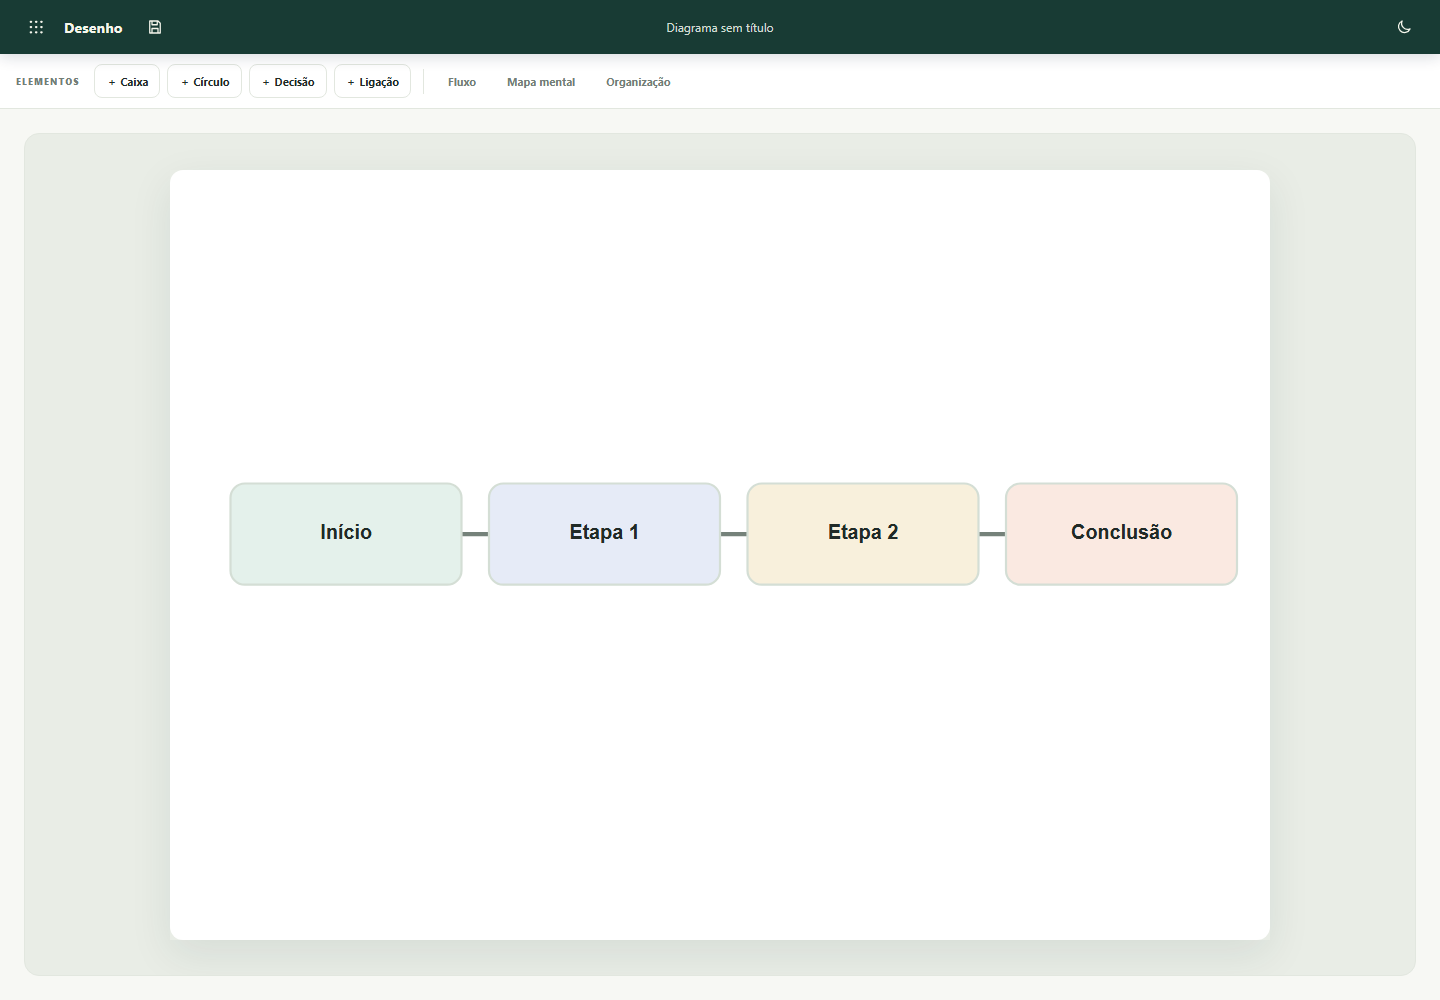 Desenho
Diagrama sem título
ELEMENTOS
+ Caixa
+ Círculo
+ Decisão
+ Ligação
Fluxo
Mapa mental
Organização
Início
Etapa 1
Etapa 2
Conclusão